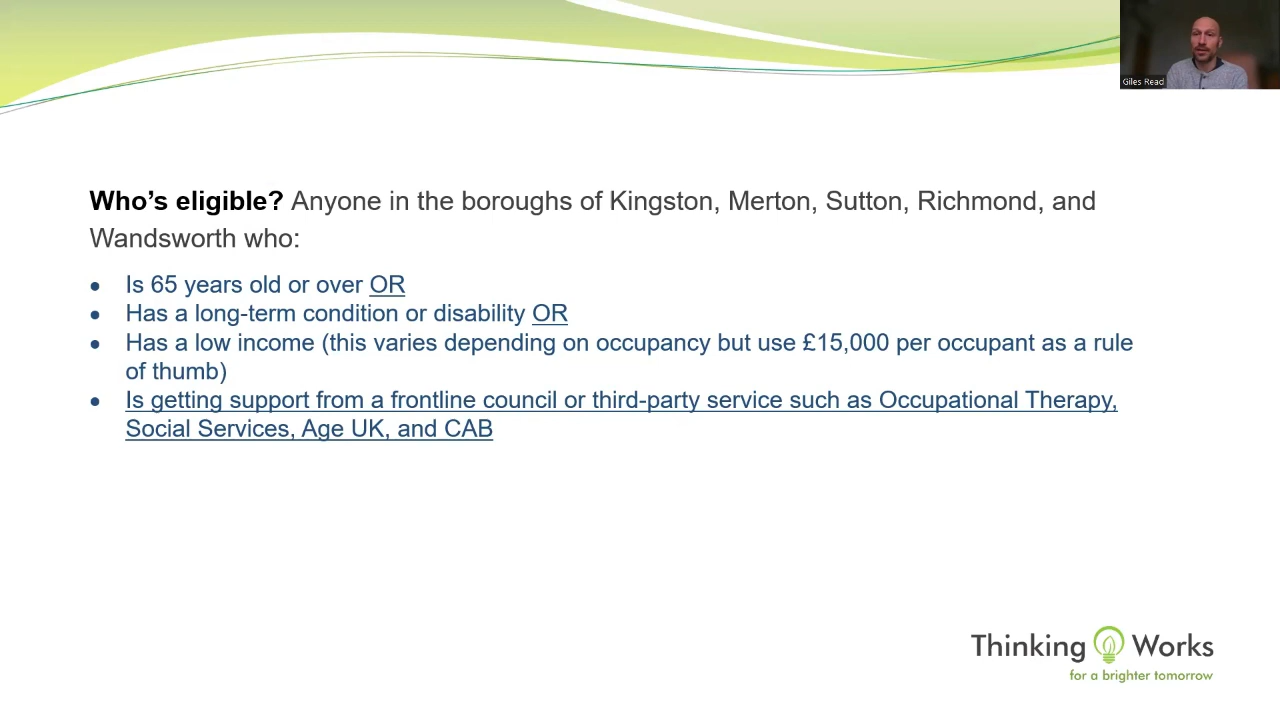 Giles Read
Who’s eligible? Anyone in the boroughs of Kingston, Merton, Sutton, Richmond, and
Wandsworth who:
• Is 65 years old or over OR
• Has a long-term condition or disability OR
• Has a low income (this varies depending on occupancy but use £15,000 per occupant as a rule
of thumb)
• Is getting support from a frontline council or third-party service such as Occupational Therapy,
Social Services, Age UK, and CAB
Thinking Works
for a brighter tomorrow